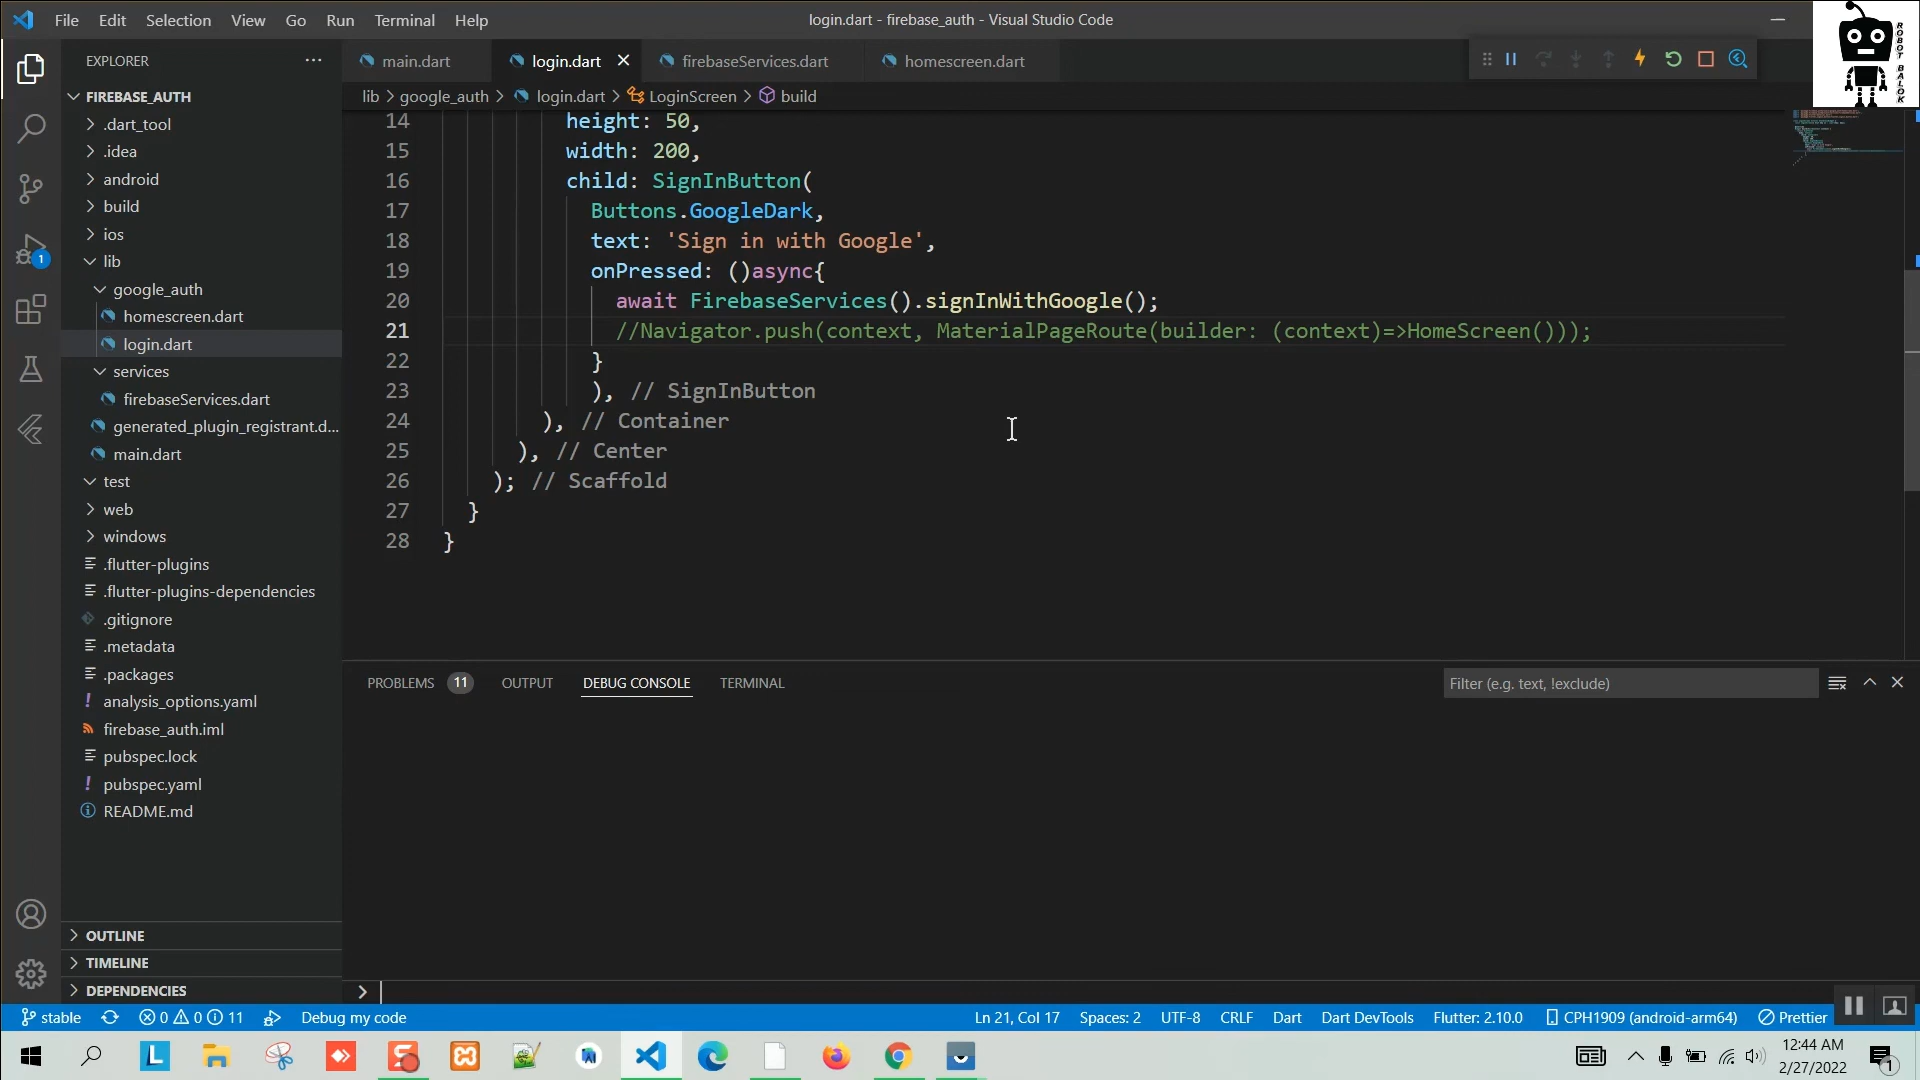 File Edit Selection View Go Run Terminal Help
login.dart - firebase_auth - Visual Studio Code
ROBOT BALOK
EXPLORER
main.dart
login.dart
firebaseServices.dart
homescreen.dart
lib > google_auth > login.dart > LoginScreen > build
FIREBASE_AUTH
.dart_tool
.idea
android
build
ios
lib
google_auth
homescreen.dart
login.dart
services
firebaseServices.dart
generated_plugin_registrant.d...
main.dart
test
web
windows
.flutter-plugins
.flutter-plugins-dependencies
.gitignore
.metadata
.packages
analysis_options.yaml
firebase_auth.iml
pubspec.lock
pubspec.yaml
README.md
OUTLINE
TIMELINE
DEPENDENCIES
1
14 height: 50,
15 width: 200,
16 child: SignInButton(
17 Buttons.GoogleDark,
18 text: 'Sign in with Google',
19 onPressed: ()async{
20 await FirebaseServices().signInWithGoogle();
21 //Navigator.push(context, MaterialPageRoute(builder: (context)=>HomeScreen()));
22 }
23 ), // SignInButton
24 ), // Container
25 ), // Center
26 ); // Scaffold
27 }
28 }
PROBLEMS 11 OUTPUT DEBUG CONSOLE TERMINAL
Filter (e.g. text, !exclude)
stable 0 0 11 Debug my code
Ln 21, Col 17 Spaces: 2 UTF-8 CRLF Dart Dart DevTools Flutter: 2.10.0 CPH1909 (android-arm64) Prettier
L
S
12:44 AM
2/27/2022
1